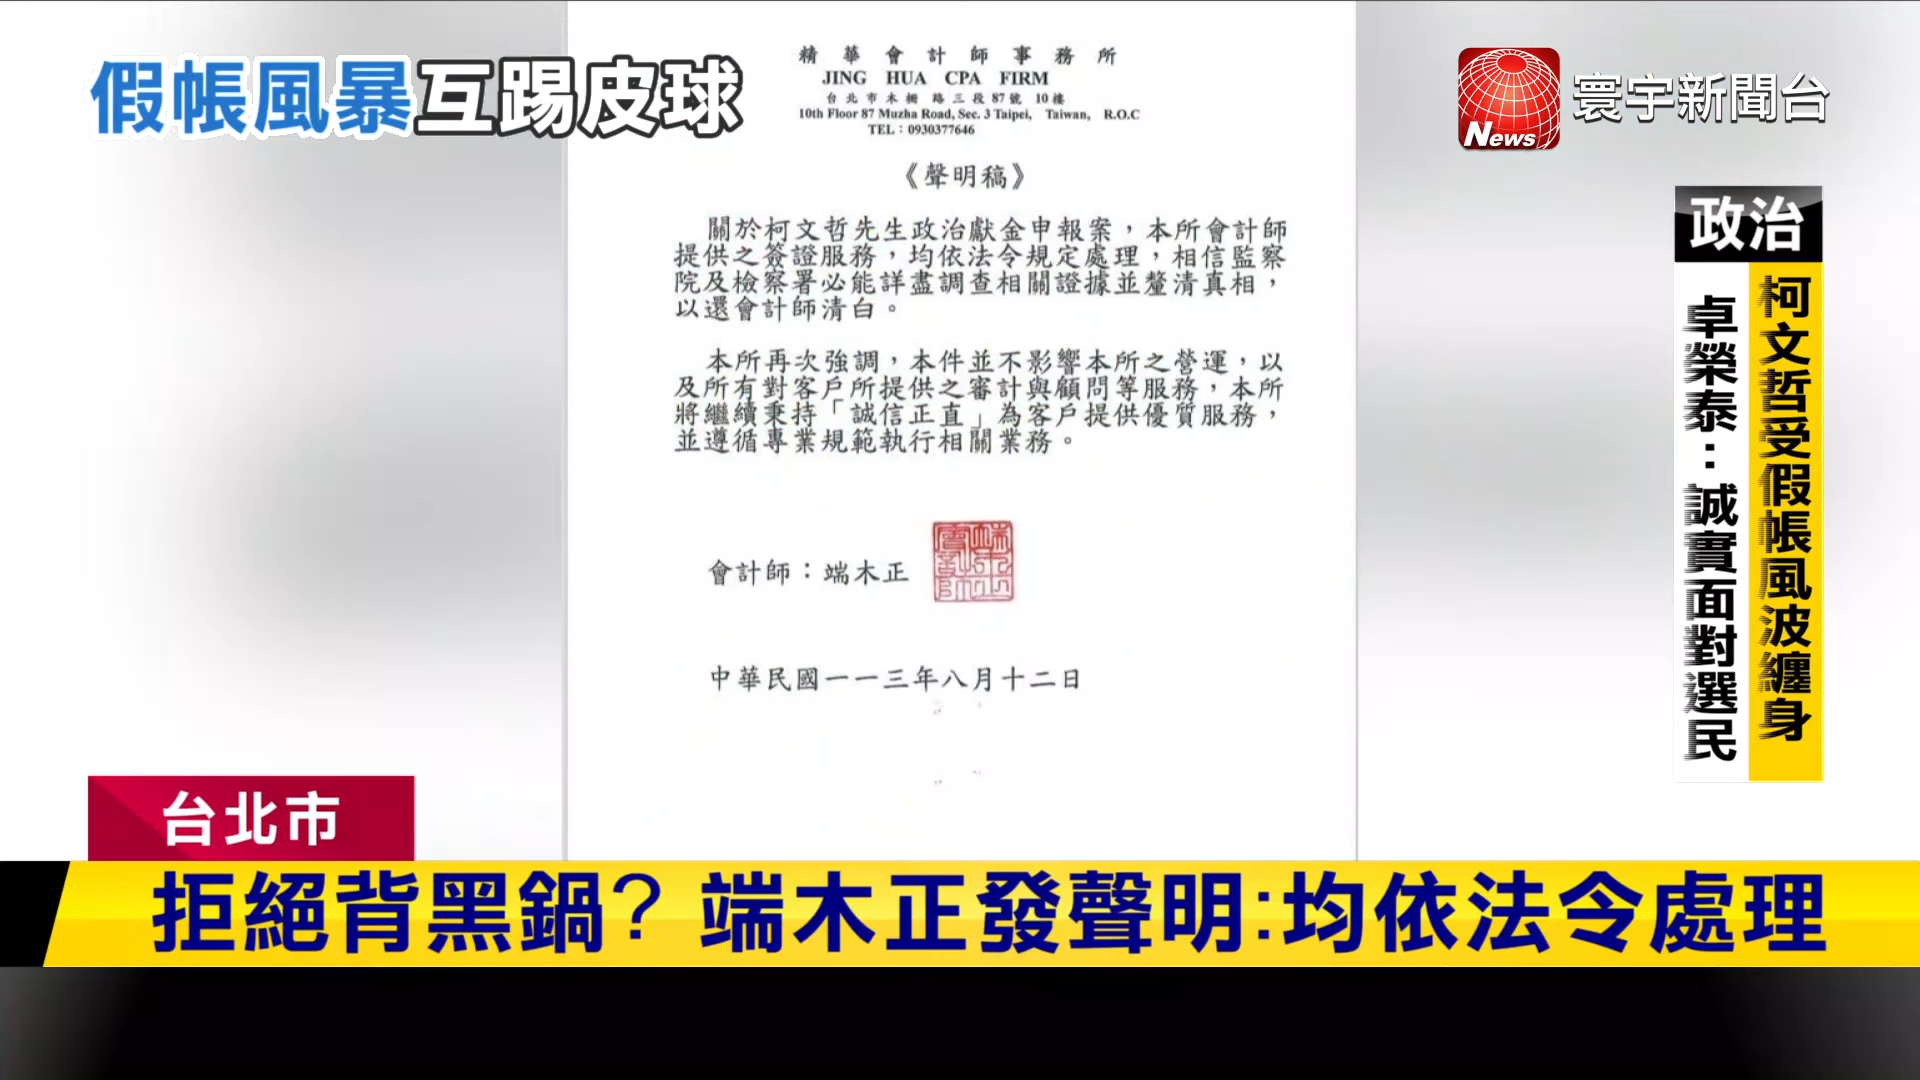 假帳風暴互踢皮球
精華會計師事務所
JING HUA CPA FIRM
台北市木柵 路三段87號 10樓
10th Floor 87 Muzha Road, Sec. 3 Taipei, Taiwan, R.O.C
TEL：0930377646
《聲明稿》
關於柯文哲先生政治獻金申報案，本所會計師
提供之簽證服務，均依法令規定處理，相信監察
院及檢察署必能詳盡調查相關證據並釐清真相，
以還會計師清白。
本所再次強調，本件並不影響本所之營運，以
及所有對客戶所提供之審計與顧問等服務，本所
將繼續秉持「誠信正直」為客戶提供優質服務，
並遵循專業規範執行相關業務。
會計師：端木正
中華民國一一三年八月十二日
News
寰宇新聞台
政治
柯文哲受假帳風波纏身
卓榮泰：誠實面對選民
台北市
拒絕背黑鍋? 端木正發聲明:均依法令處理